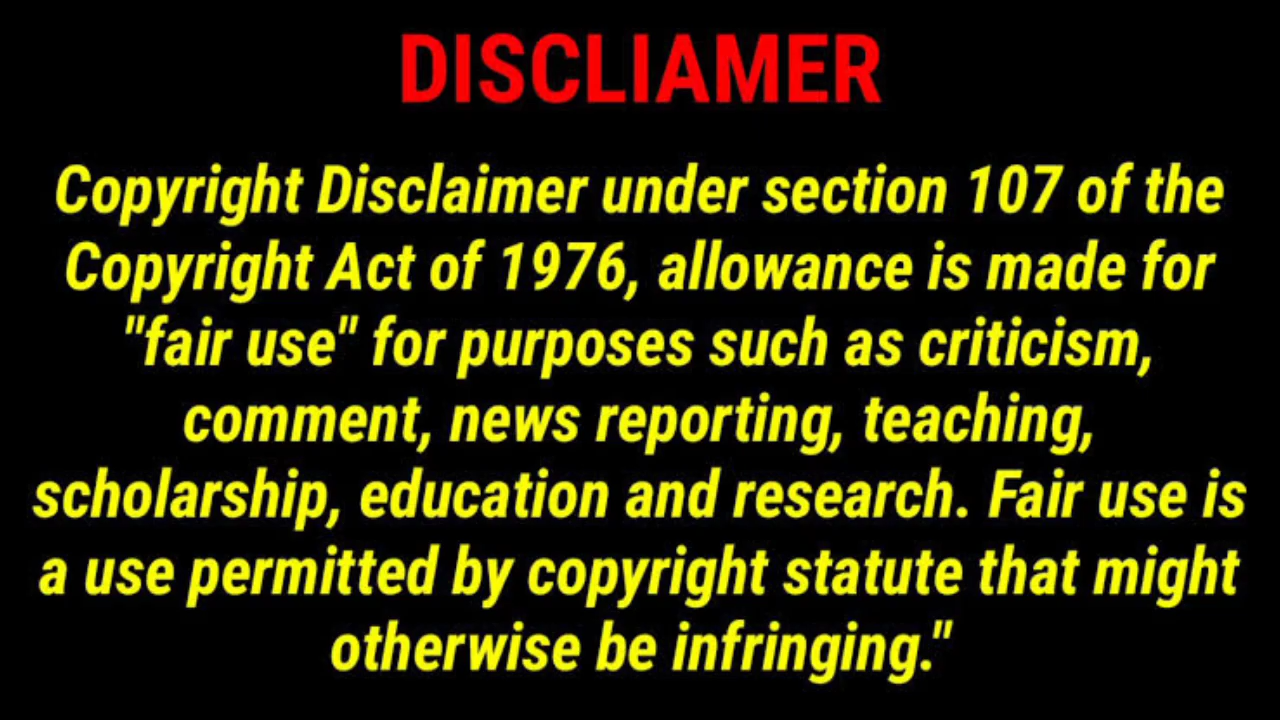 DISCLIAMER
Copyright Disclaimer under section 107 of the
Copyright Act of 1976, allowance is made for
"fair use" for purposes such as criticism,
comment, news reporting, teaching,
scholarship, education and research. Fair use is
a use permitted by copyright statute that might
otherwise be infringing."